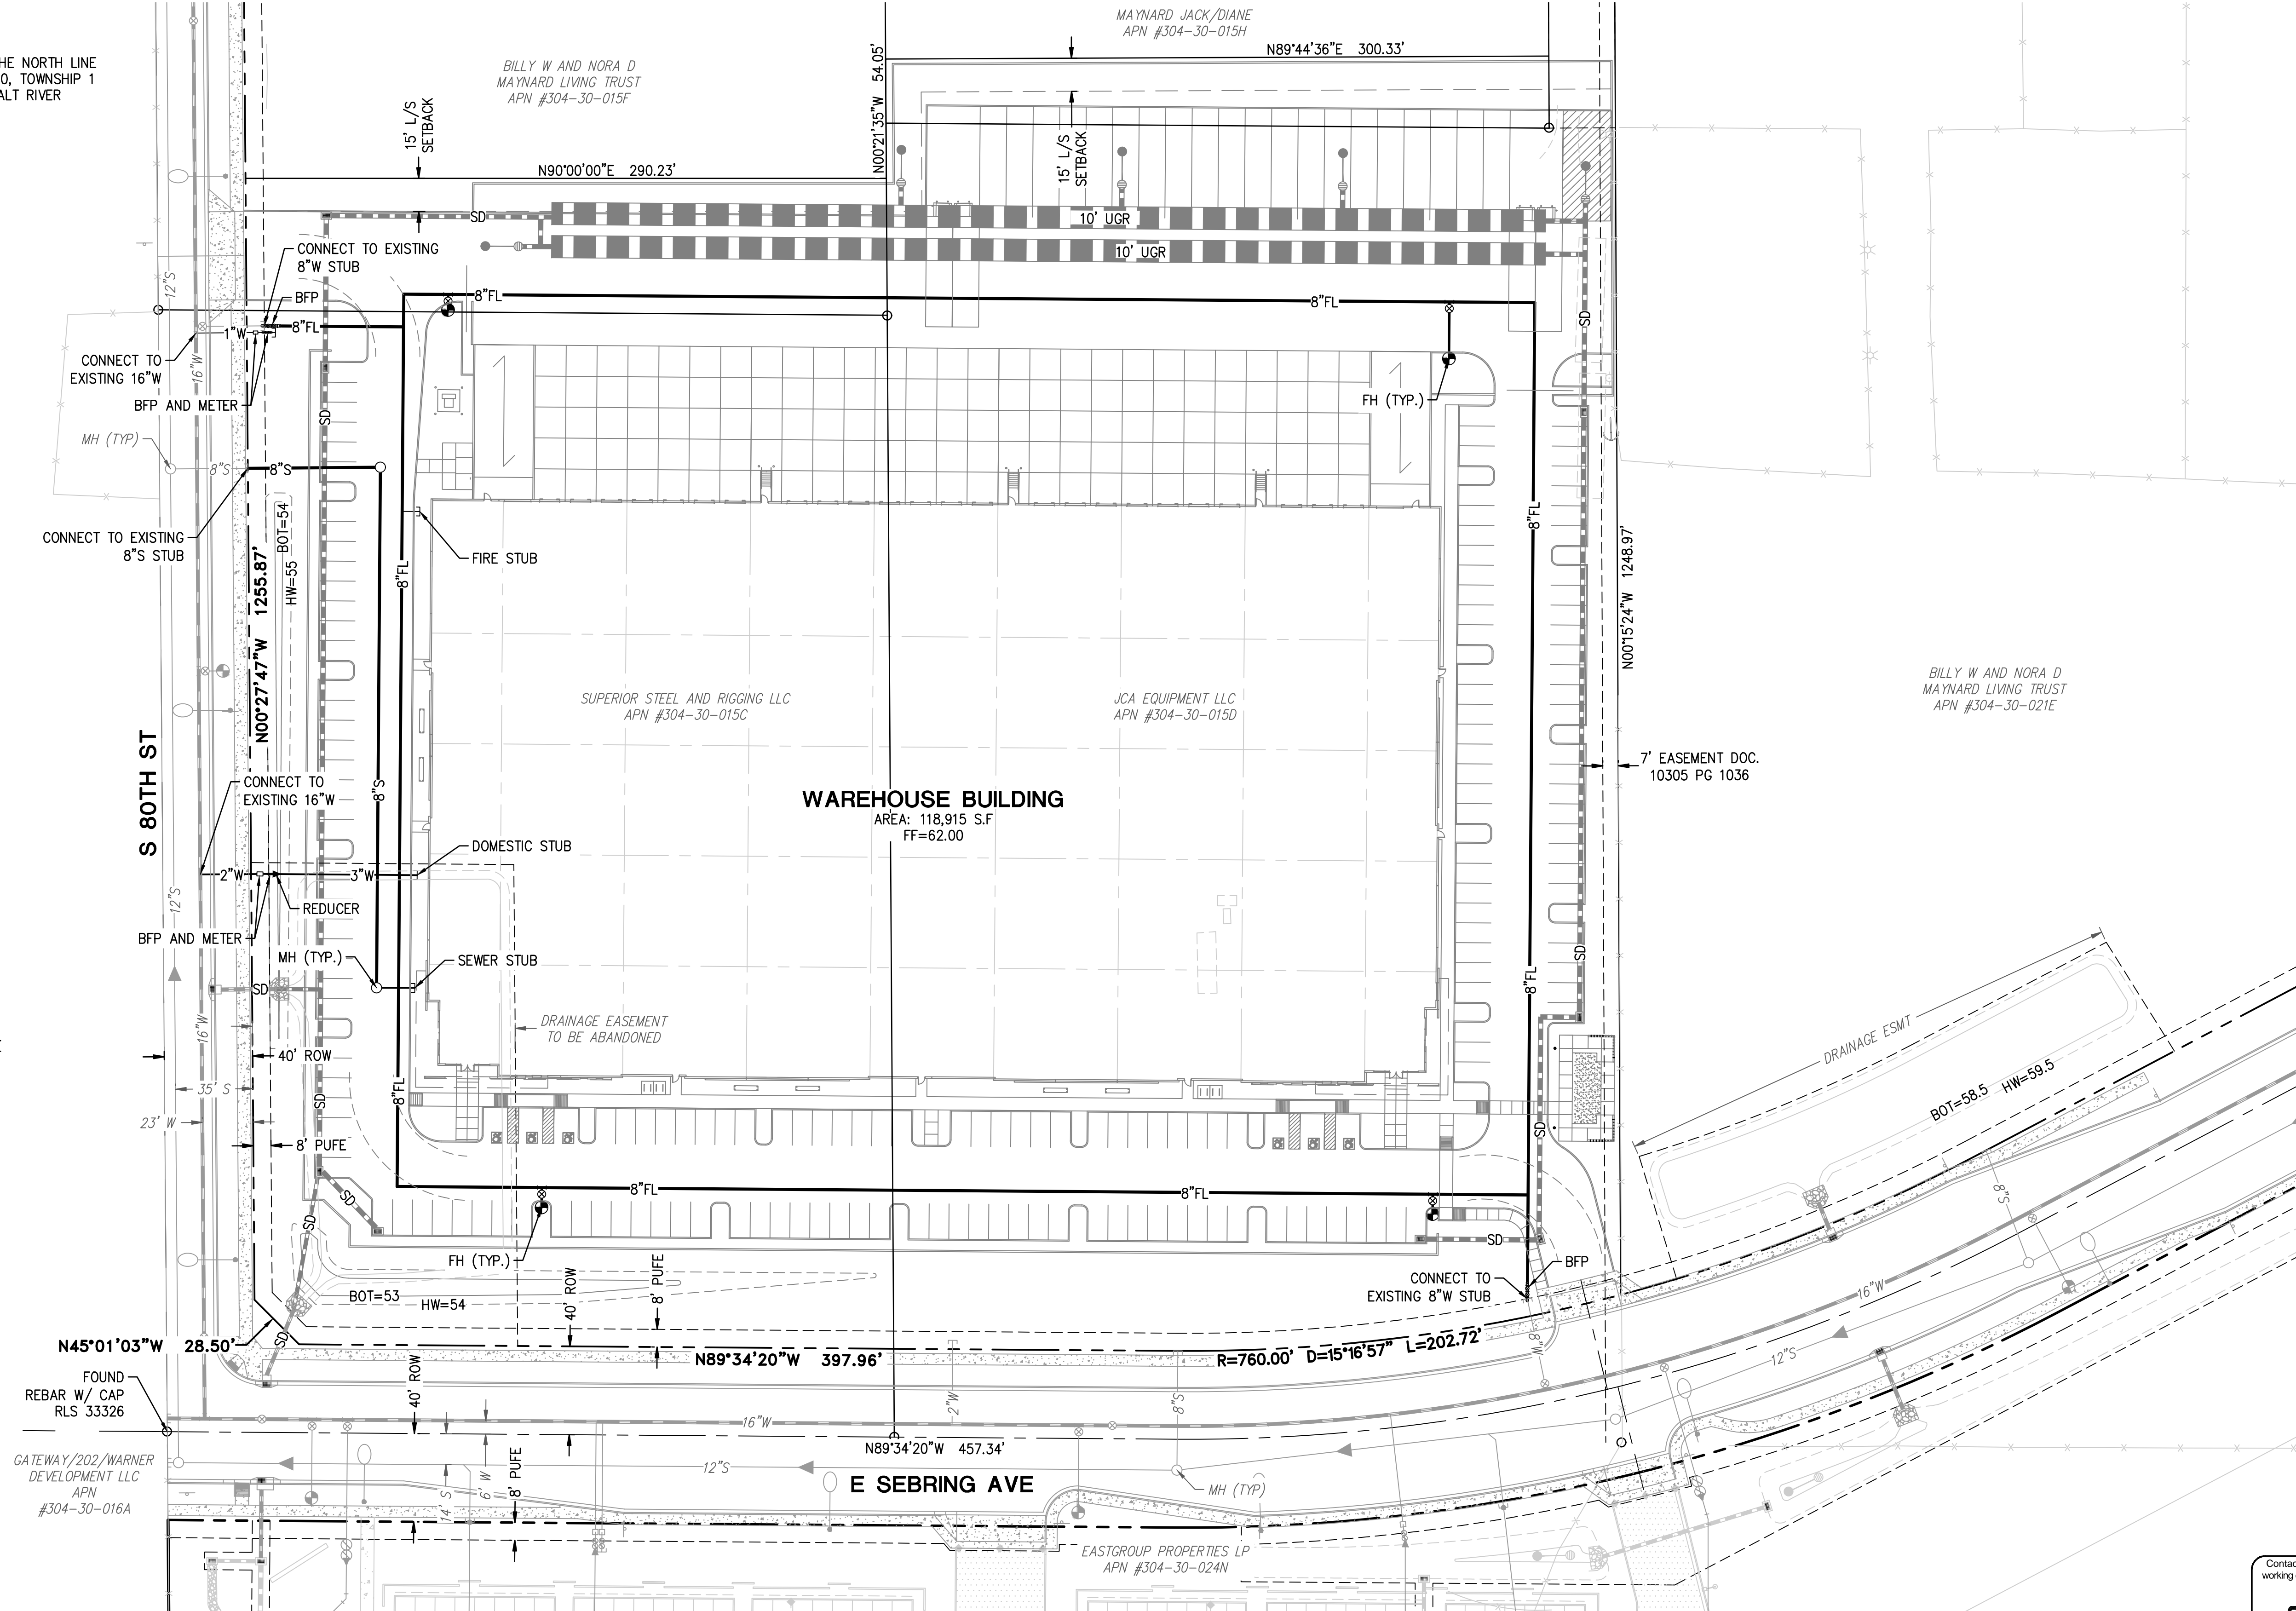 HE NORTH LINE
0, TOWNSHIP 1
ALT RIVER
BILLY W AND NORA D
MAYNARD LIVING TRUST
APN #304-30-015F
MAYNARD JACK/DIANE
APN #304-30-015H
N89°44'36"E 300.33'
N00°21'35"W 54.05'
15' L/S
SETBACK
15' L/S
SETBACK
N90°00'00"E 290.23'
SD
10' UGR
10' UGR
CONNECT TO EXISTING
8"W STUB
BFP
12"S
8"FL
8"FL
8"FL
1"W
SD
CONNECT TO
EXISTING 16"W
16"W
BFP AND METER
FH (TYP.)
SD
MH (TYP)
8"S
8"S
CONNECT TO EXISTING
8"S STUB
BOT=54
HW=55
N00°27'47"W 1255.87'
FIRE STUB
8"FL
8"FL
N00°15'24"W 1248.97'
SUPERIOR STEEL AND RIGGING LLC
APN #304-30-015C
JCA EQUIPMENT LLC
APN #304-30-015D
BILLY W AND NORA D
MAYNARD LIVING TRUST
APN #304-30-021E
7' EASEMENT DOC.
10305 PG 1036
S 80TH ST
CONNECT TO
EXISTING 16"W
8"S
WAREHOUSE BUILDING
AREA: 118,915 S.F
FF=62.00
DOMESTIC STUB
2"W
3"W
12"S
REDUCER
BFP AND METER
MH (TYP.)
SEWER STUB
SD
SD
8"FL
DRAINAGE EASEMENT
TO BE ABANDONED
16"W
40' ROW
35' S
23' W
8' PUFE
SD
8"FL
DRAINAGE ESMT
BOT=58.5 HW=59.5
SD
8"S
SD
SD
8"FL
8"FL
SD
FH (TYP.)
BOT=53
HW=54
40' ROW
8' PUFE
BFP
CONNECT TO
EXISTING 8"W STUB
16"W
SD
N45°01'03"W 28.50'
N89°34'20"W 397.96'
R=760.00' D=15°16'57" L=202.72'
8"W
12"S
FOUND
REBAR W/ CAP
RLS 33326
40' ROW
2"W
8"S
16"W
N89°34'20"W 457.34'
GATEWAY/202/WARNER
DEVELOPMENT LLC
APN
#304-30-016A
14' S
6' W
8' PUFE
12"S
E SEBRING AVE
MH (TYP)
EASTGROUP PROPERTIES LP
APN #304-30-024N
Contac
working